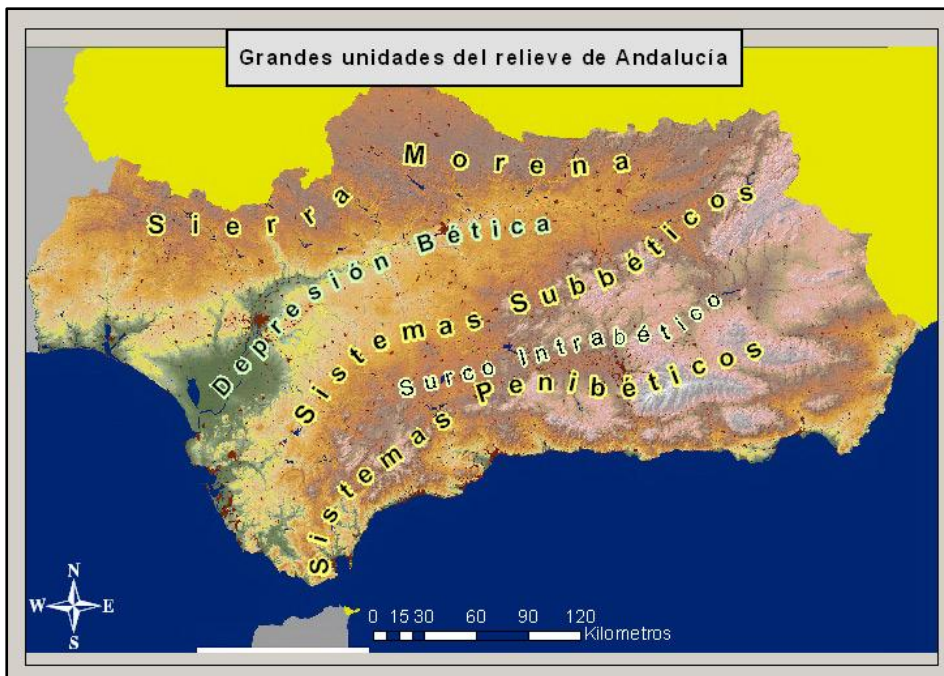 Grandes unidades del relieve de Andalucía
Sierra Morena
Depresión Bética
Sistemas Subbéticos
Surco Intrabético
Sistemas Penibéticos
N
W E
S
0 15 30 60 90 120
Kilometros